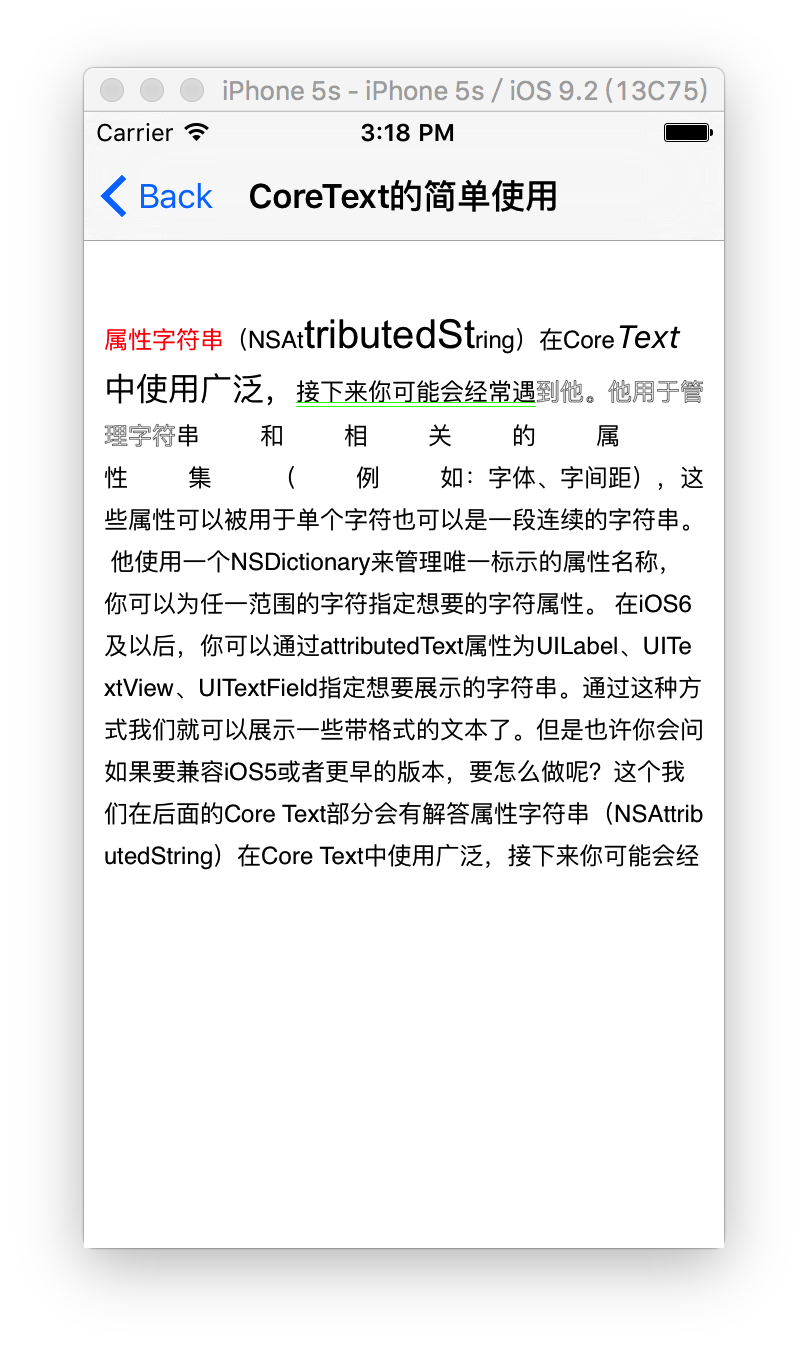 iPhone 5s - iPhone 5s / iOS 9.2 (13C75)
Carrier 3:18 PM
Back CoreText的简单使用
属性字符串（NSAttributedString）在Core Text
中使用广泛，接下来你可能会经常遇到他。他用于管
理字符串 和 相 关 的 属
性 集 （ 例 如：字体、字间距），这
些属性可以被用于单个字符也可以是一段连续的字符串。
他使用一个NSDictionary来管理唯一标示的属性名称，
你可以为任一范围的字符指定想要的字符属性。 在iOS6
及以后，你可以通过attributedText属性为UILabel、UITe
xtView、UITextField指定想要展示的字符串。通过这种方
式我们就可以展示一些带格式的文本了。但是也许你会问
如果要兼容iOS5或者更早的版本，要怎么做呢？这个我
们在后面的Core Text部分会有解答属性字符串（NSAttrib
utedString）在Core Text中使用广泛，接下来你可能会经